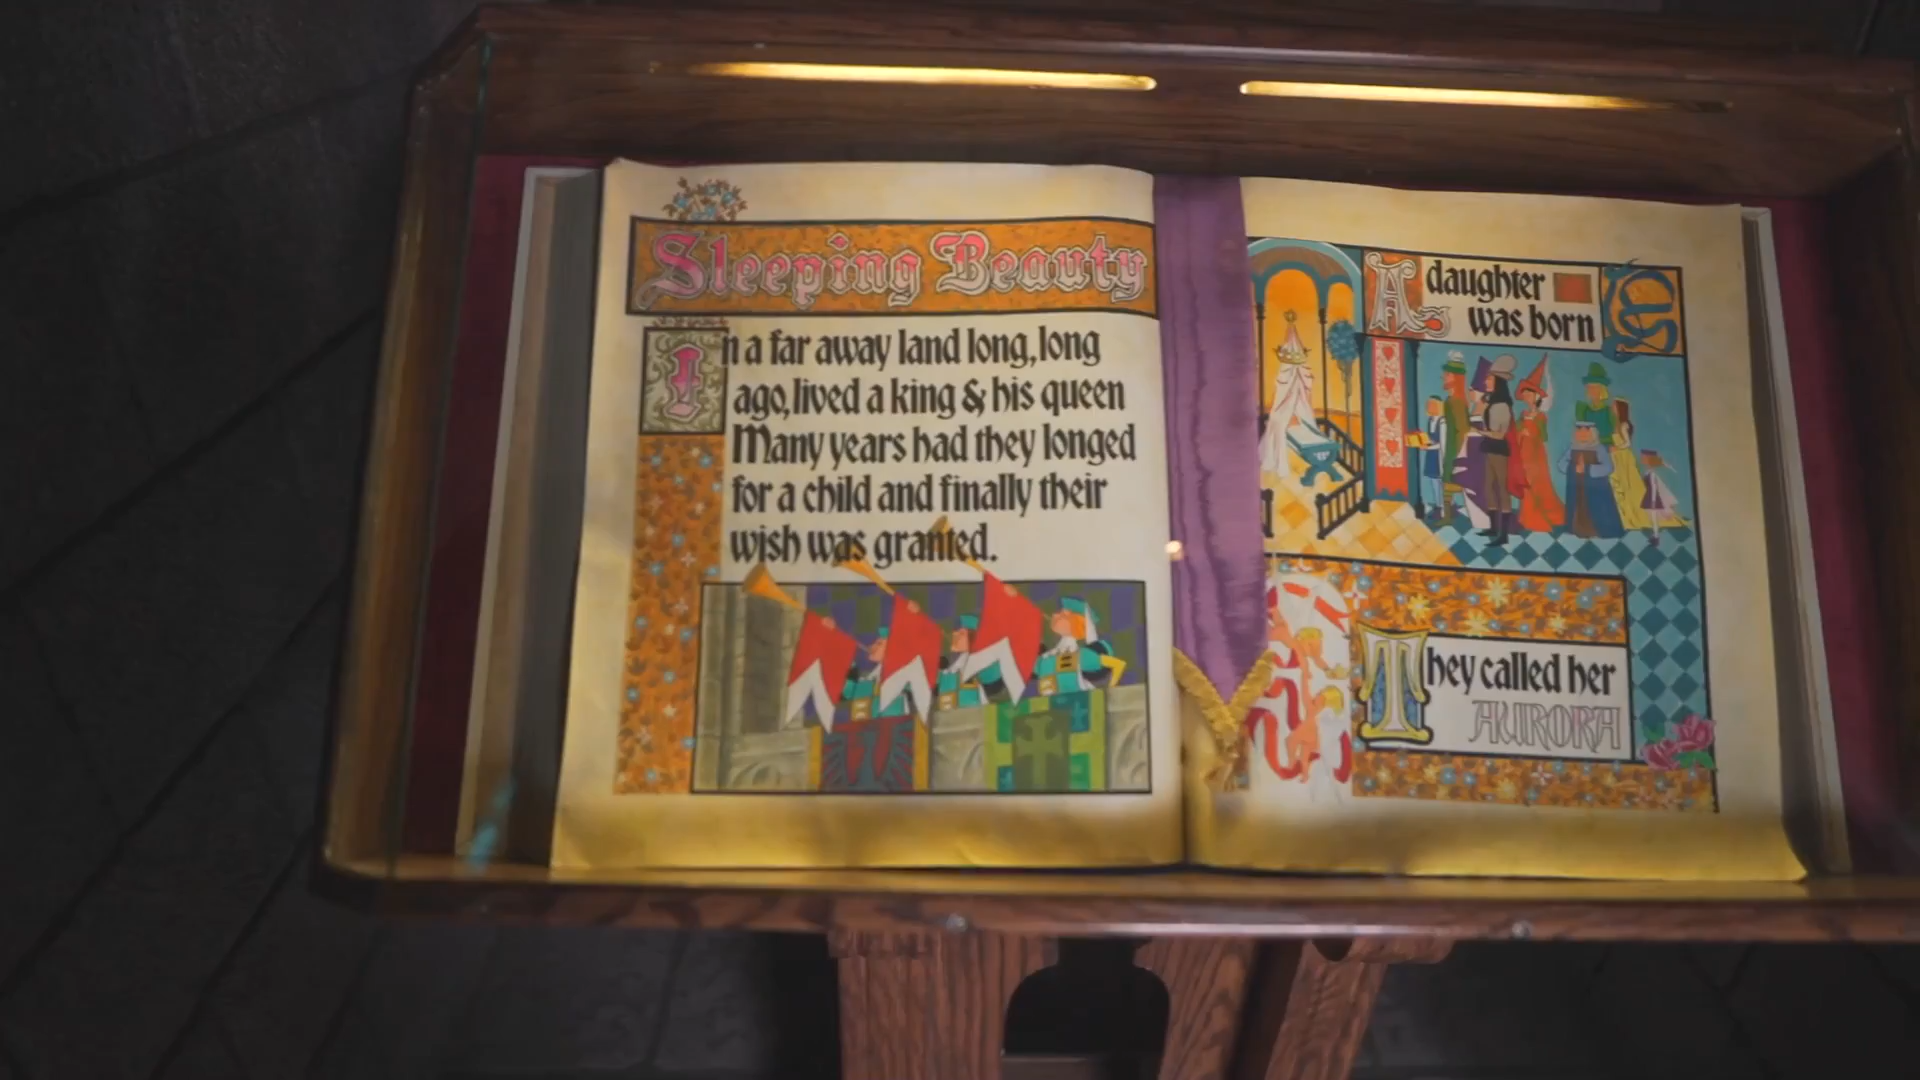 Sleeping Beauty
In a far away land long, long
ago, lived a king & his queen
Many years had they longed
for a child and finally their
wish was granted.
A daughter
was born
They called her
AURORA